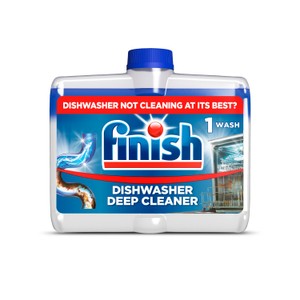 DISHWASHER NOT CLEANING AT ITS BEST?
finish
1 WASH
DISHWASHER
DEEP CLEANER